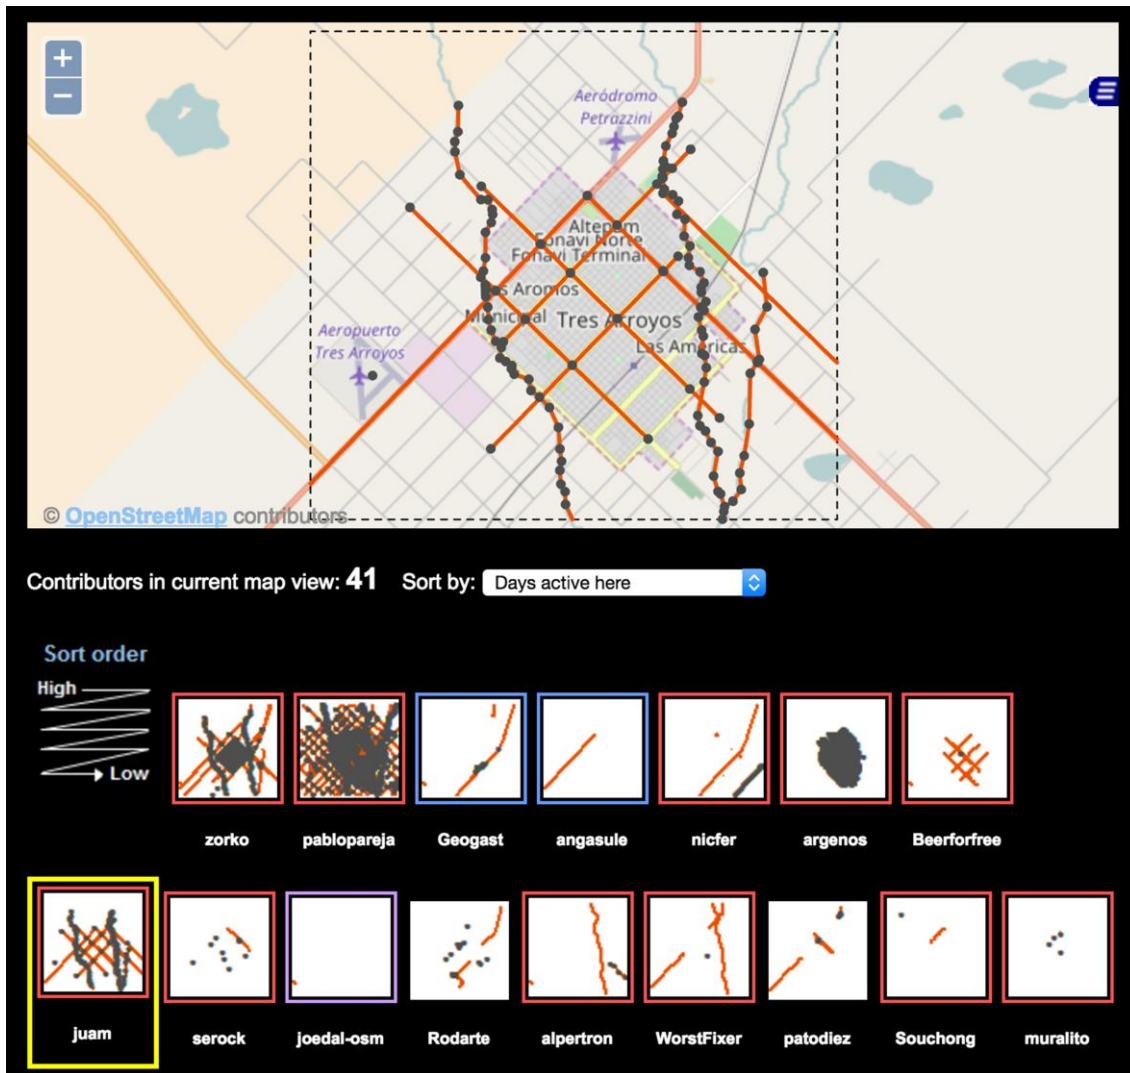 +
−
Aeródromo
Petrazzini
Altepam
Fonavi Norte
Fonavi Terminal
s Aromos
Municipal
Tres Arroyos
Las Américas
Aeropuerto
Tres Arroyos
© OpenStreetMap contributors
Contributors in current map view: 41 Sort by: Days active here
Sort order
High
Low
zorko pablopareja Geogast angasule nicfer argenos Beerforfree
juam serock joedal-osm Rodarte alpertron WorstFixer patodiez Souchong muralito